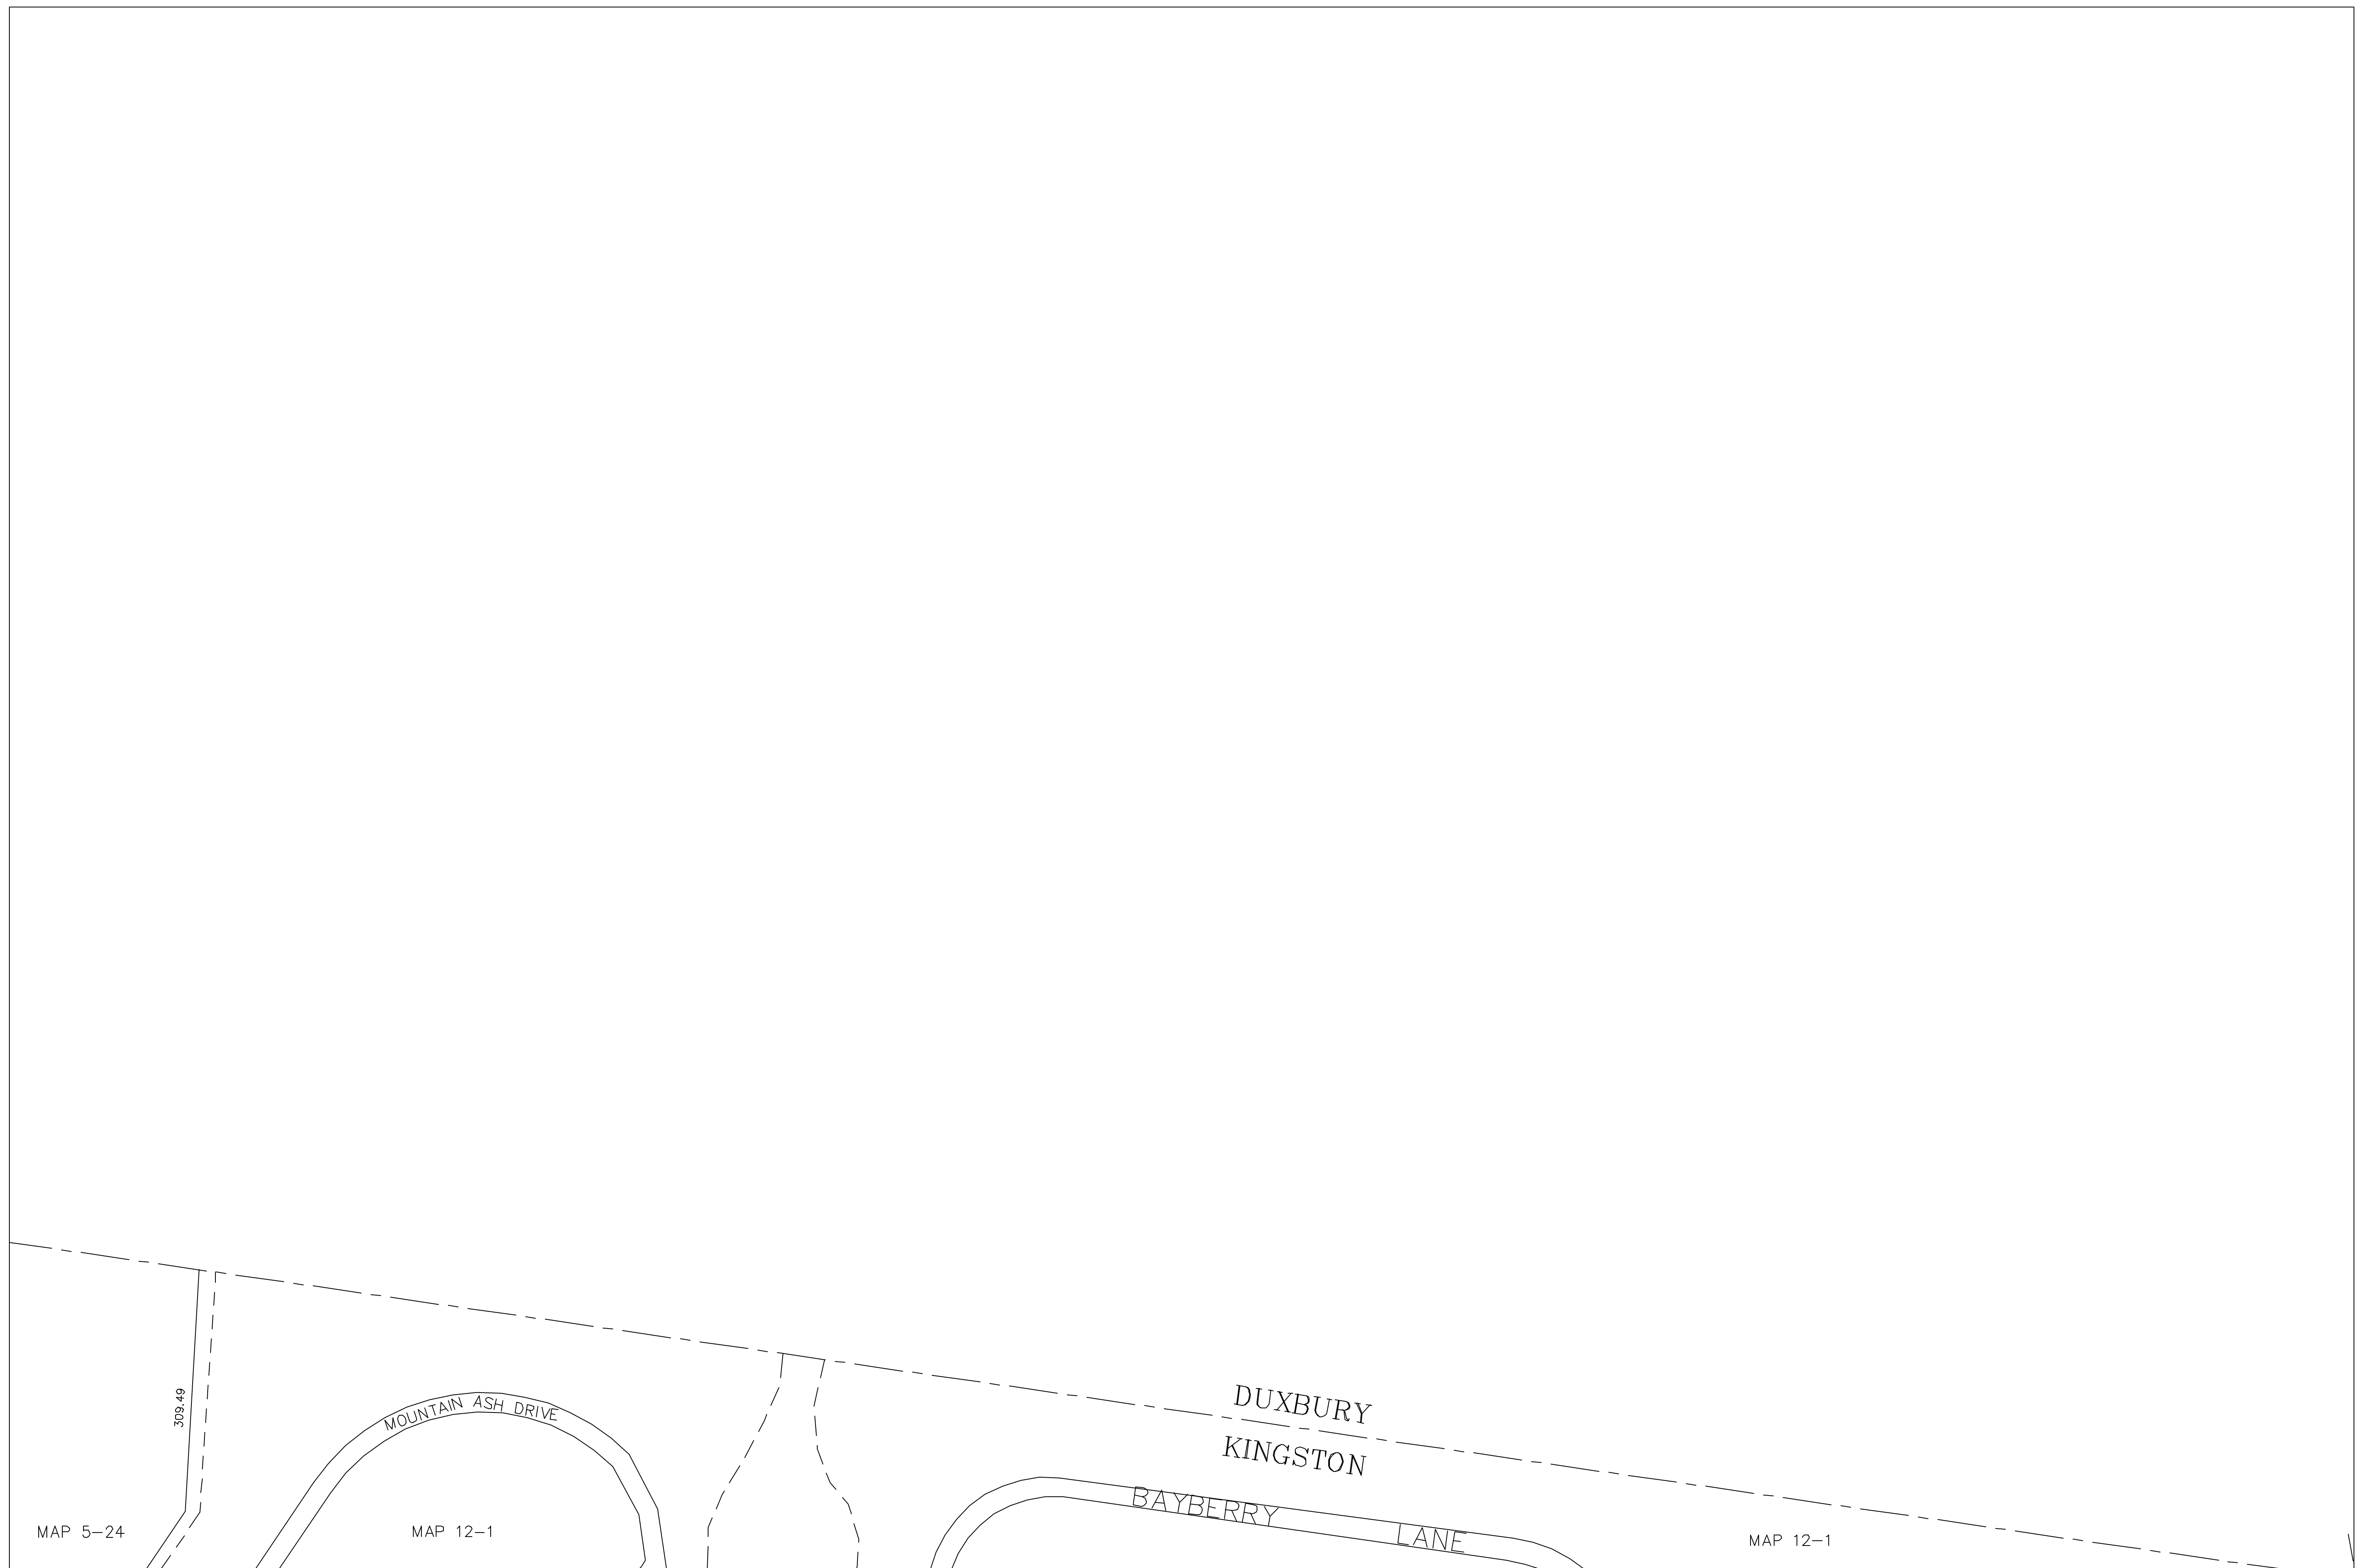 DUXBURY
KINGSTON
309.49
MOUNTAIN ASH DRIVE
BAYBERRY LANE
MAP 5-24
MAP 12-1
MAP 12-1